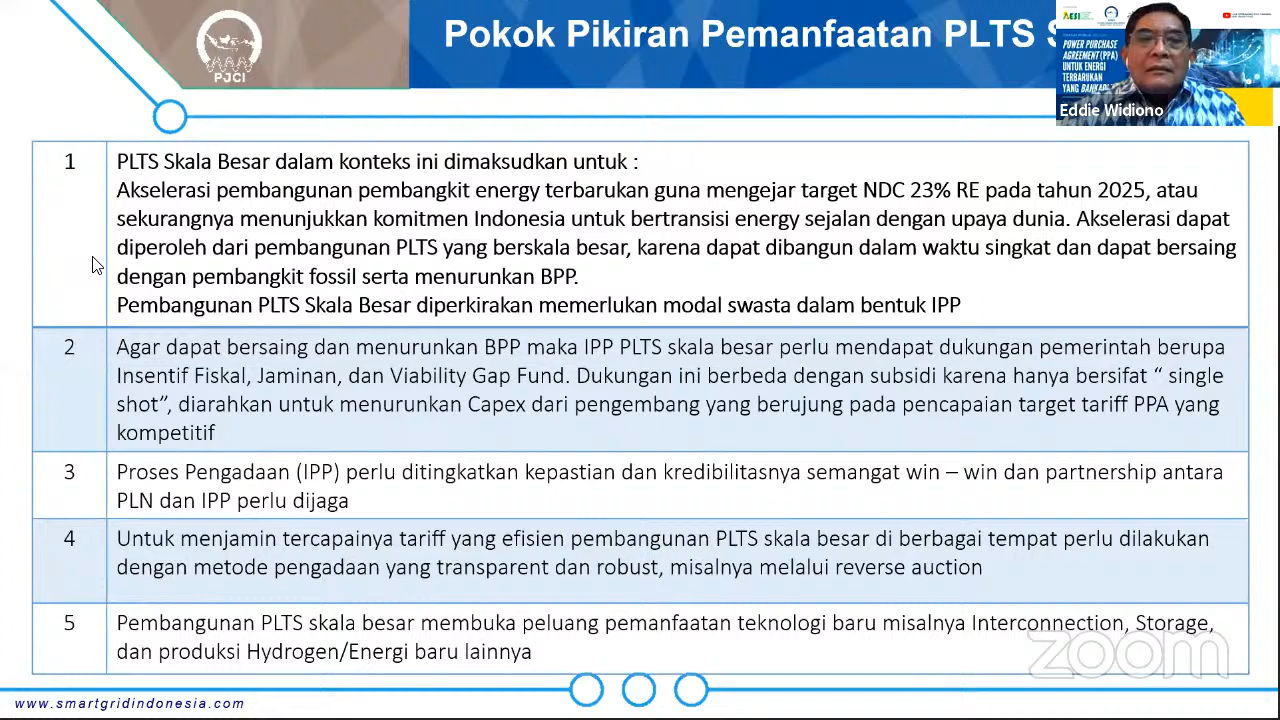 PJCI
Pokok Pikiran Pemanfaatan PLTS S
AESI
POWER PURCHASE
AGREEMENT (PPA)
UNTUK ENERGI
TERBARUKAN
YANG BANKABLE
Eddie Widiono
1
PLTS Skala Besar dalam konteks ini dimaksudkan untuk :
Akselerasi pembangunan pembangkit energy terbarukan guna mengejar target NDC 23% RE pada tahun 2025, atau
sekurangnya menunjukkan komitmen Indonesia untuk bertransisi energy sejalan dengan upaya dunia. Akselerasi dapat
diperoleh dari pembangunan PLTS yang berskala besar, karena dapat dibangun dalam waktu singkat dan dapat bersaing
dengan pembangkit fossil serta menurunkan BPP.
Pembangunan PLTS Skala Besar diperkirakan memerlukan modal swasta dalam bentuk IPP
2
Agar dapat bersaing dan menurunkan BPP maka IPP PLTS skala besar perlu mendapat dukungan pemerintah berupa
Insentif Fiskal, Jaminan, dan Viability Gap Fund. Dukungan ini berbeda dengan subsidi karena hanya bersifat “ single
shot”, diarahkan untuk menurunkan Capex dari pengembang yang berujung pada pencapaian target tariff PPA yang
kompetitif
3
Proses Pengadaan (IPP) perlu ditingkatkan kepastian dan kredibilitasnya semangat win – win dan partnership antara
PLN dan IPP perlu dijaga
4
Untuk menjamin tercapainya tariff yang efisien pembangunan PLTS skala besar di berbagai tempat perlu dilakukan
dengan metode pengadaan yang transparent dan robust, misalnya melalui reverse auction
5
Pembangunan PLTS skala besar membuka peluang pemanfaatan teknologi baru misalnya Interconnection, Storage,
dan produksi Hydrogen/Energi baru lainnya
zoom
www.smartgridindonesia.com